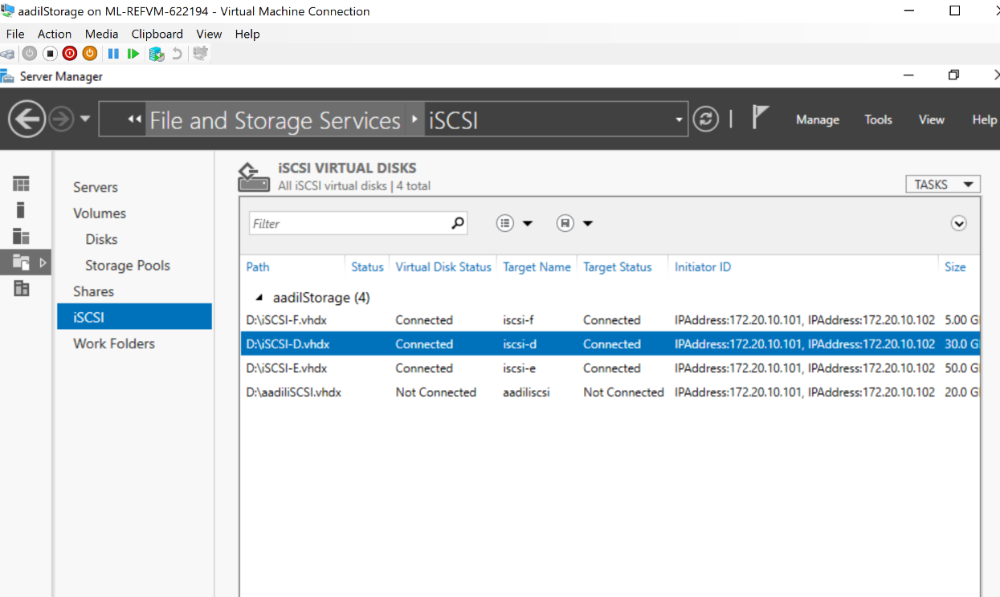 aadilStorage on ML-REFVM-622194 - Virtual Machine Connection
File Action Media Clipboard View Help
Server Manager
File and Storage Services iSCSI
Manage Tools View Help
Servers
Volumes
Disks
Storage Pools
Shares
iSCSI
Work Folders
iSCSI VIRTUAL DISKS
All iSCSI virtual disks | 4 total
TASKS
Filter
Path Status Virtual Disk Status Target Name Target Status Initiator ID Size
aadilStorage (4)
D:\iSCSI-F.vhdx Connected iscsi-f Connected IPAddress:172.20.10.101, IPAddress:172.20.10.102 5.00 G
D:\iSCSI-D.vhdx Connected iscsi-d Connected IPAddress:172.20.10.101, IPAddress:172.20.10.102 30.0 G
D:\iSCSI-E.vhdx Connected iscsi-e Connected IPAddress:172.20.10.101, IPAddress:172.20.10.102 50.0 G
D:\aadiliSCSI.vhdx Not Connected aadiliscsi Not Connected IPAddress:172.20.10.101, IPAddress:172.20.10.102 20.0 G